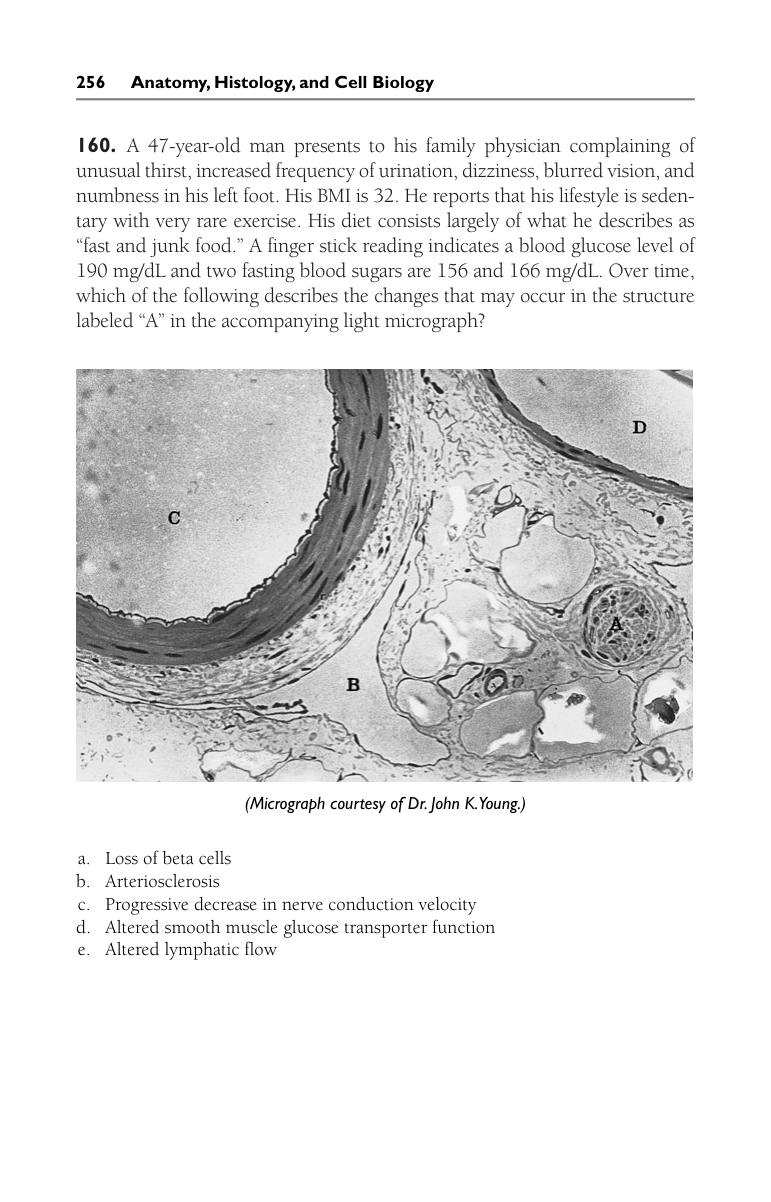 256 Anatomy, Histology, and Cell Biology
160. A 47-year-old man presents to his family physician complaining of
unusual thirst, increased frequency of urination, dizziness, blurred vision, and
numbness in his left foot. His BMI is 32. He reports that his lifestyle is seden-
tary with very rare exercise. His diet consists largely of what he describes as
“fast and junk food.” A finger stick reading indicates a blood glucose level of
190 mg/dL and two fasting blood sugars are 156 and 166 mg/dL. Over time,
which of the following describes the changes that may occur in the structure
labeled “A” in the accompanying light micrograph?
D
C
A
B
(Micrograph courtesy of Dr. John K.Young.)
a. Loss of beta cells
b. Arteriosclerosis
c. Progressive decrease in nerve conduction velocity
d. Altered smooth muscle glucose transporter function
e. Altered lymphatic flow